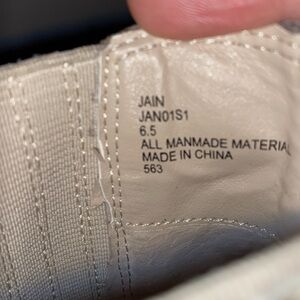 JAIN
JAN01S1
6.5
ALL MANMADE MATERIAL
MADE IN CHINA
563